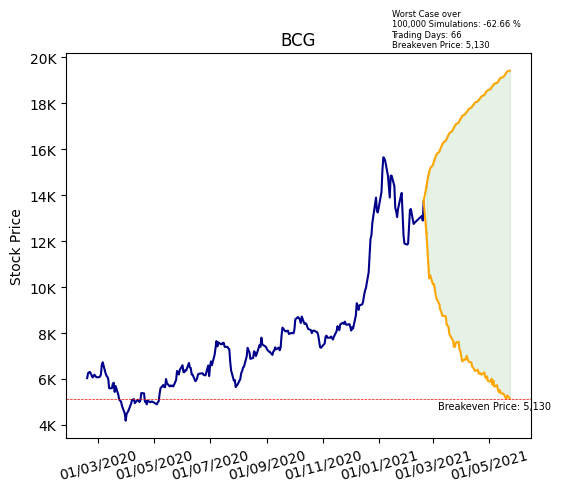 Worst Case over
100,000 Simulations: -62.66 %
Trading Days: 66
Breakeven Price: 5,130
BCG
20K
18K
16K
14K
12K
10K
8K
6K
4K
Stock Price
Breakeven Price: 5,130
01/03/2020
01/05/2020
01/07/2020
01/09/2020
01/11/2020
01/01/2021
01/03/2021
01/05/2021